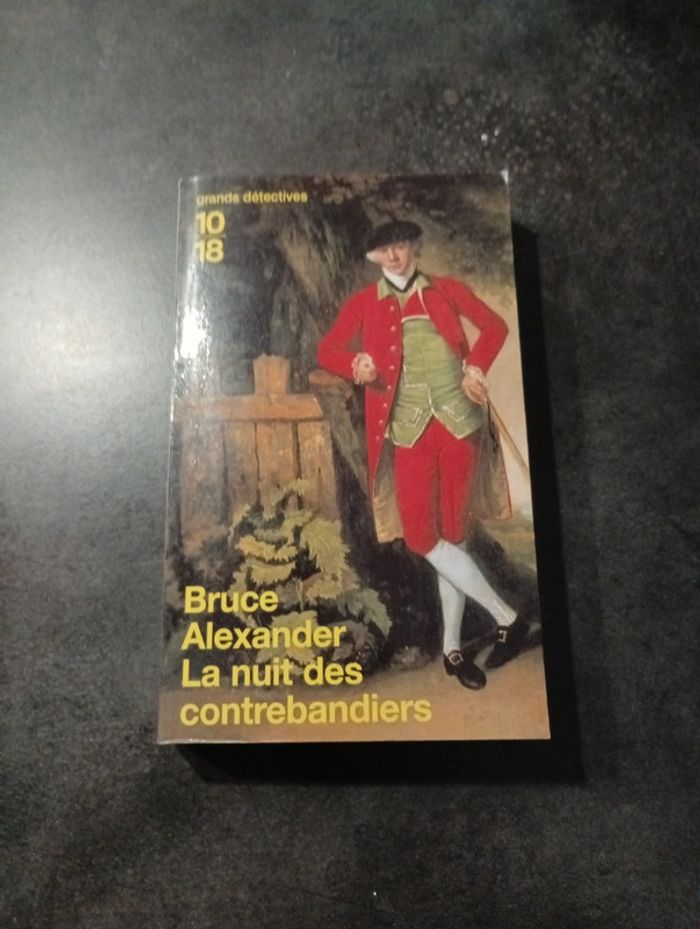 grands détectives
10
18
Bruce
Alexander
La nuit des
contrebandiers